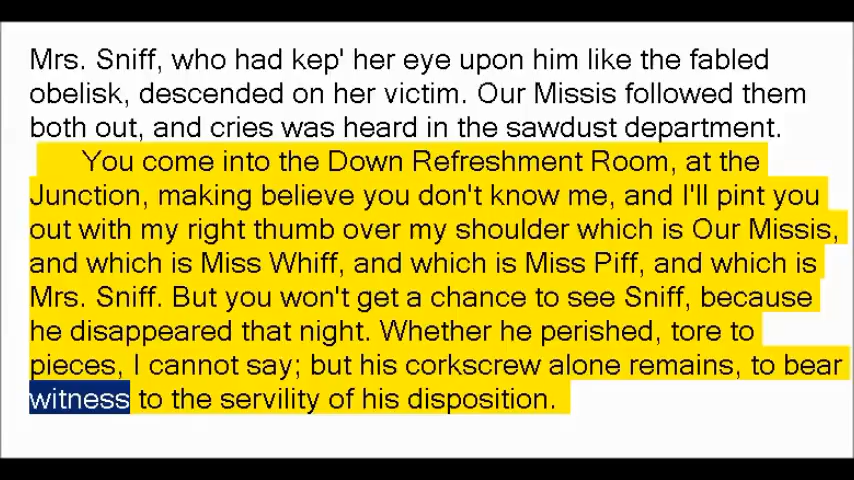 Mrs. Sniff, who had kep' her eye upon him like the fabled
obelisk, descended on her victim. Our Missis followed them
both out, and cries was heard in the sawdust department.
You come into the Down Refreshment Room, at the
Junction, making believe you don't know me, and I'll pint you
out with my right thumb over my shoulder which is Our Missis,
and which is Miss Whiff, and which is Miss Piff, and which is
Mrs. Sniff. But you won't get a chance to see Sniff, because
he disappeared that night. Whether he perished, tore to
pieces, I cannot say; but his corkscrew alone remains, to bear
witness to the servility of his disposition.